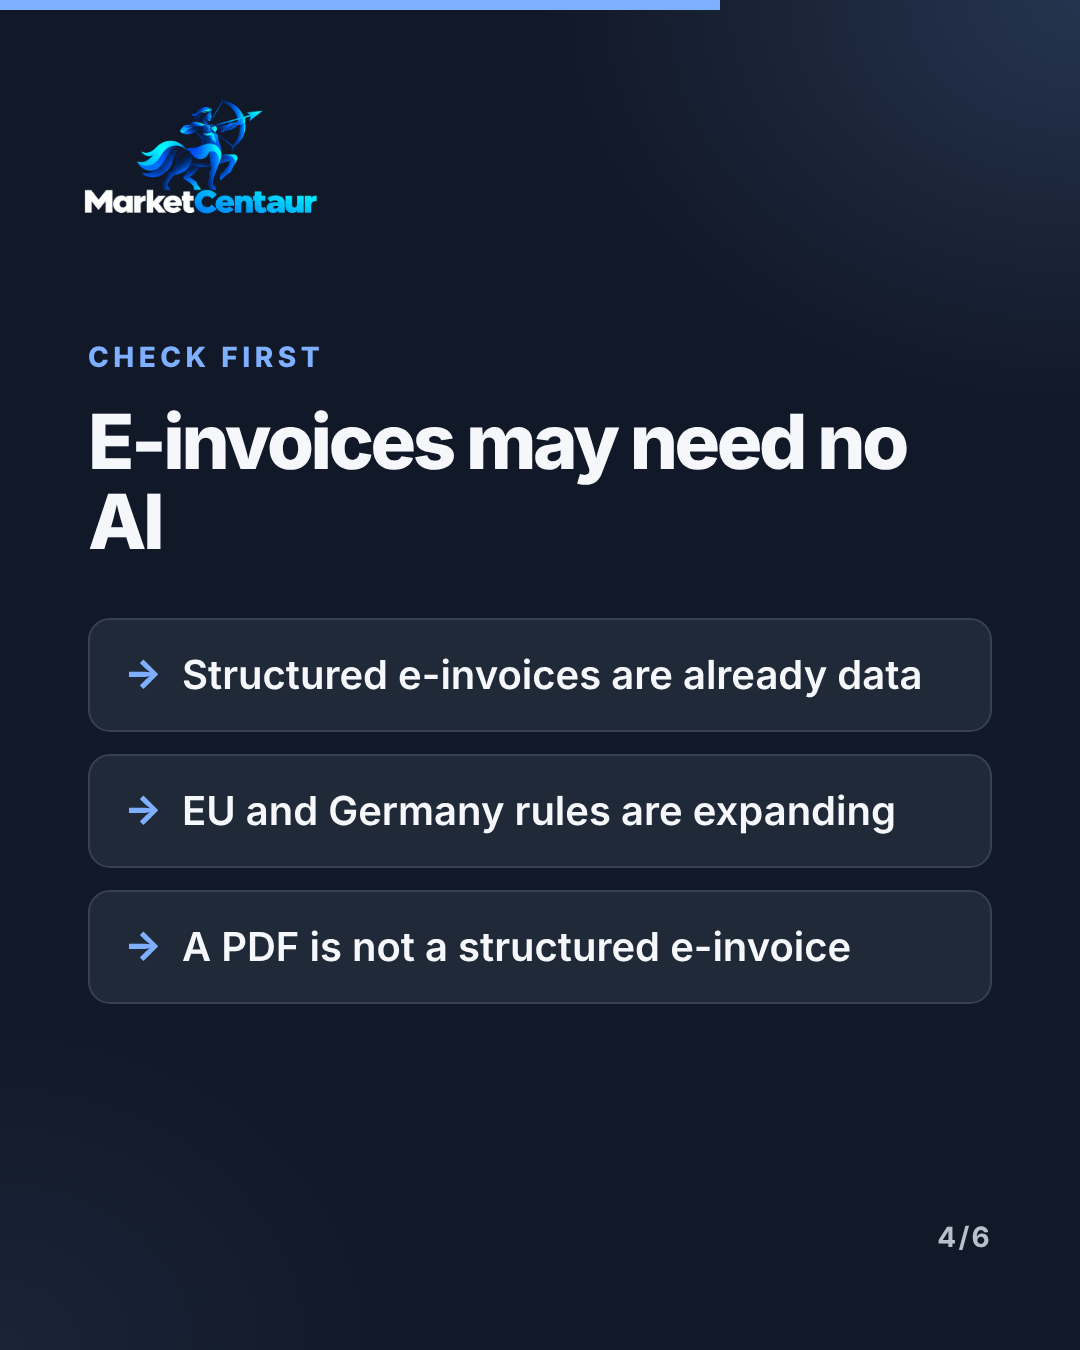 MarketCentaur
CHECK FIRST
E-invoices may need no
AI
→ Structured e-invoices are already data
→ EU and Germany rules are expanding
→ A PDF is not a structured e-invoice
4/6